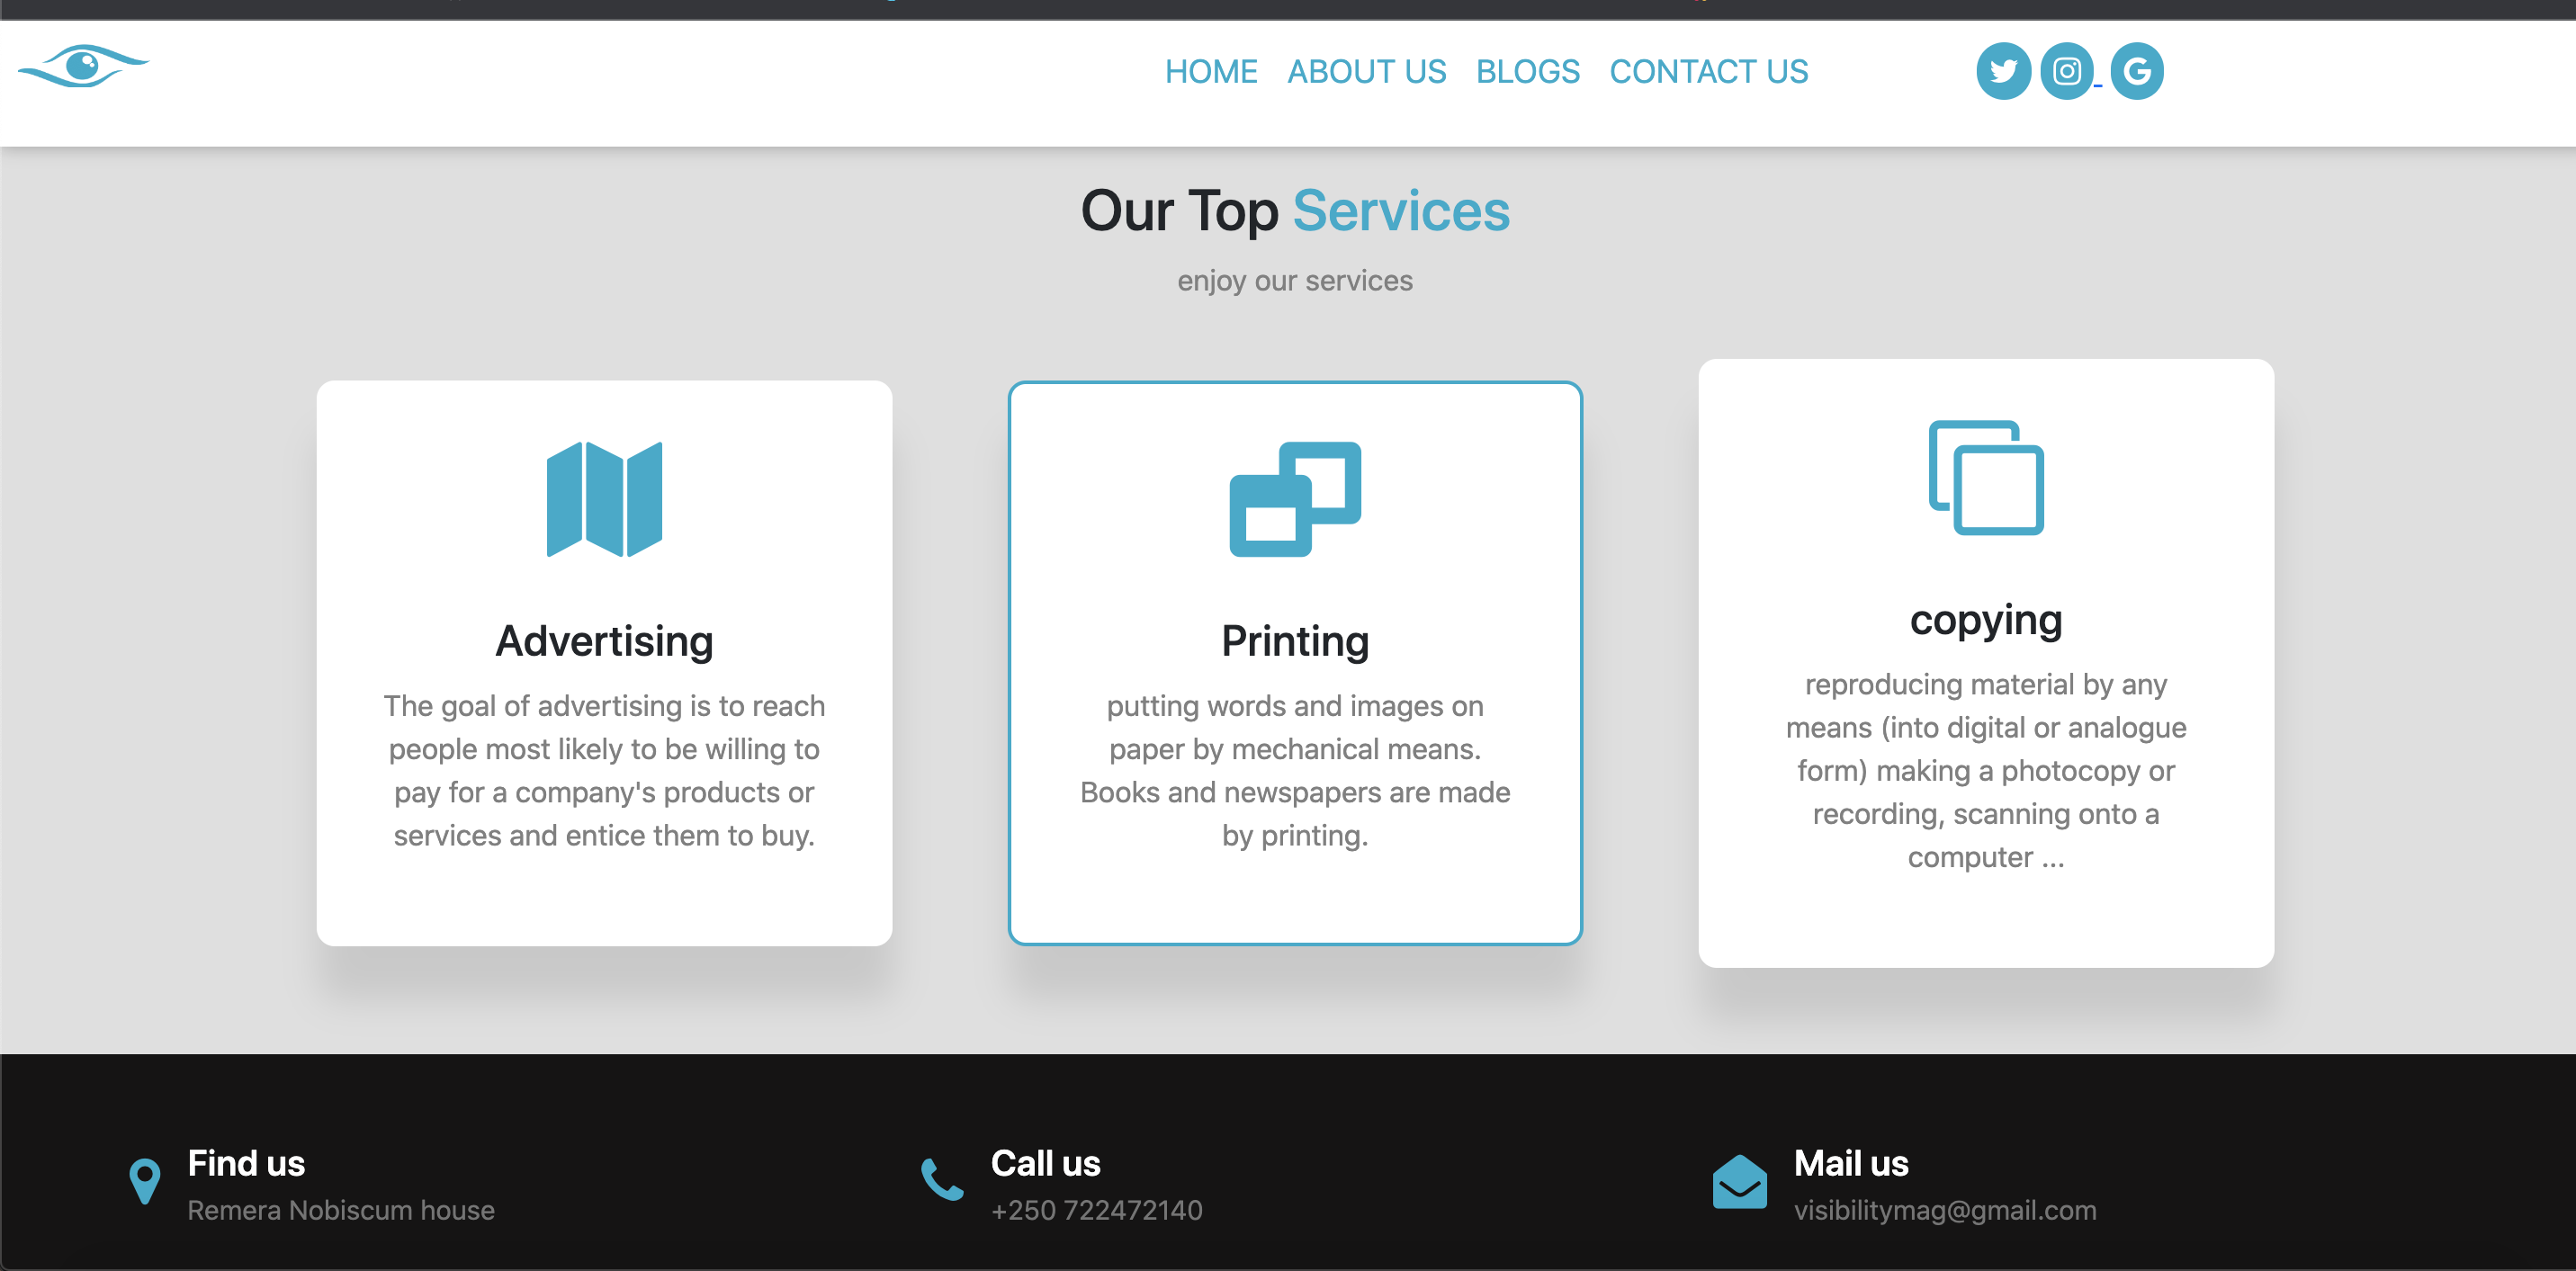 HOME ABOUT US BLOGS CONTACT US
Our Top Services
enjoy our services
Advertising
The goal of advertising is to reach
people most likely to be willing to
pay for a company's products or
services and entice them to buy.
Printing
putting words and images on
paper by mechanical means.
Books and newspapers are made
by printing.
copying
reproducing material by any
means (into digital or analogue
form) making a photocopy or
recording, scanning onto a
computer ...
Find us
Remera Nobiscum house
Call us
+250 722472140
Mail us
visibilitymag@gmail.com